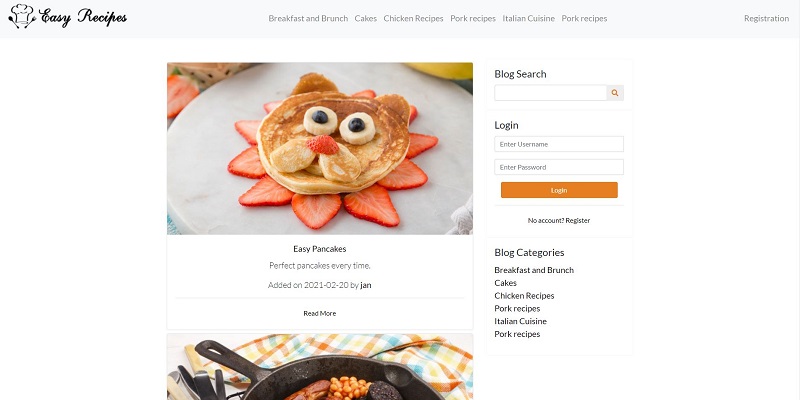 Easy Recipes
Breakfast and Brunch Cakes Chicken Recipes Pork recipes Italian Cuisine Pork recipes
Registration
Easy Pancakes
Perfect pancakes every time.
Added on 2021-02-20 by jan
Read More
Blog Search
Login
Enter Username
Enter Password
Login
No account? Register
Blog Categories
Breakfast and Brunch
Cakes
Chicken Recipes
Pork recipes
Italian Cuisine
Pork recipes